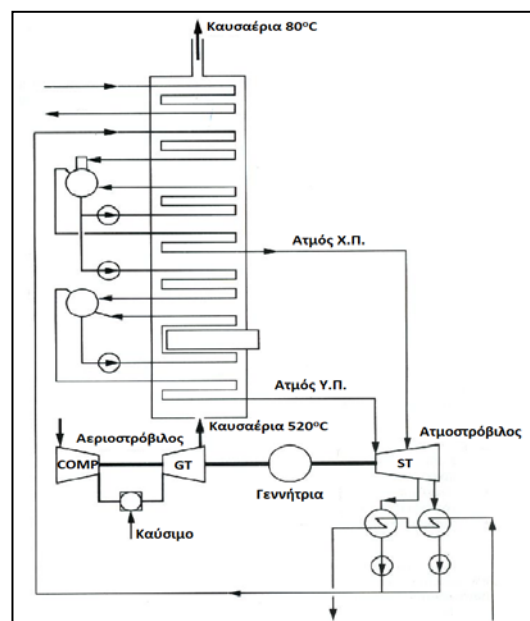 Καυσαέρια 80°C
Ατμός Χ.Π.
Ατμός Υ.Π.
Καυσαέρια 520°C
Αεριοστρόβιλος
Ατμοστρόβιλος
COMP
GT
ST
Γεννήτρια
Καύσιμο